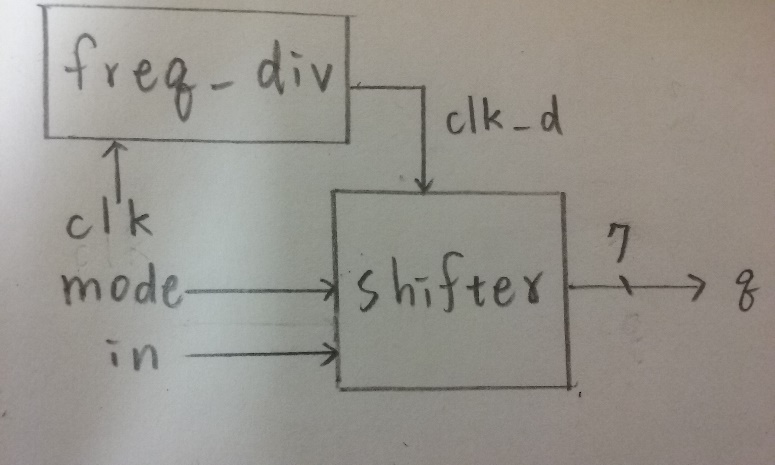 freq_div
clk_d
clk
7
mode
shifter
q
in